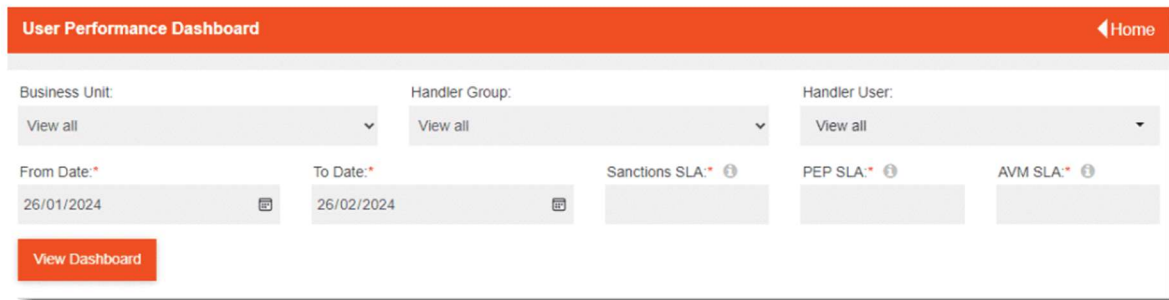 User Performance Dashboard Home
Business Unit: Handler Group: Handler User:
View all View all View all
From Date:* To Date:* Sanctions SLA:* PEP SLA:* AVM SLA:*
26/01/2024 26/02/2024
View Dashboard